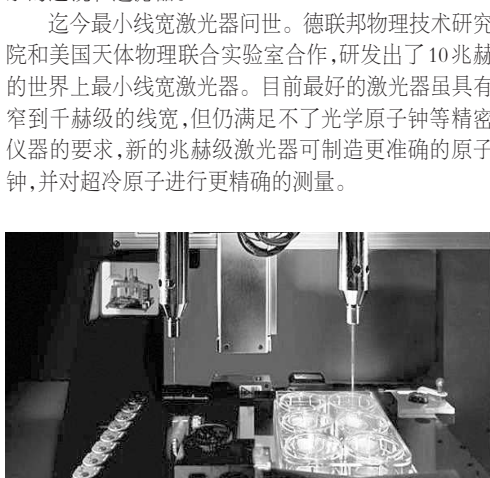 迄今最小线宽激光器问世。德联邦物理技术研究
院和美国天体物理联合实验室合作,研发出了10兆赫
的世界上最小线宽激光器。目前最好的激光器虽具有
窄到千赫级的线宽,但仍满足不了光学原子钟等精密
仪器的要求,新的兆赫级激光器可制造更准确的原子
钟,并对超冷原子进行更精确的测量。